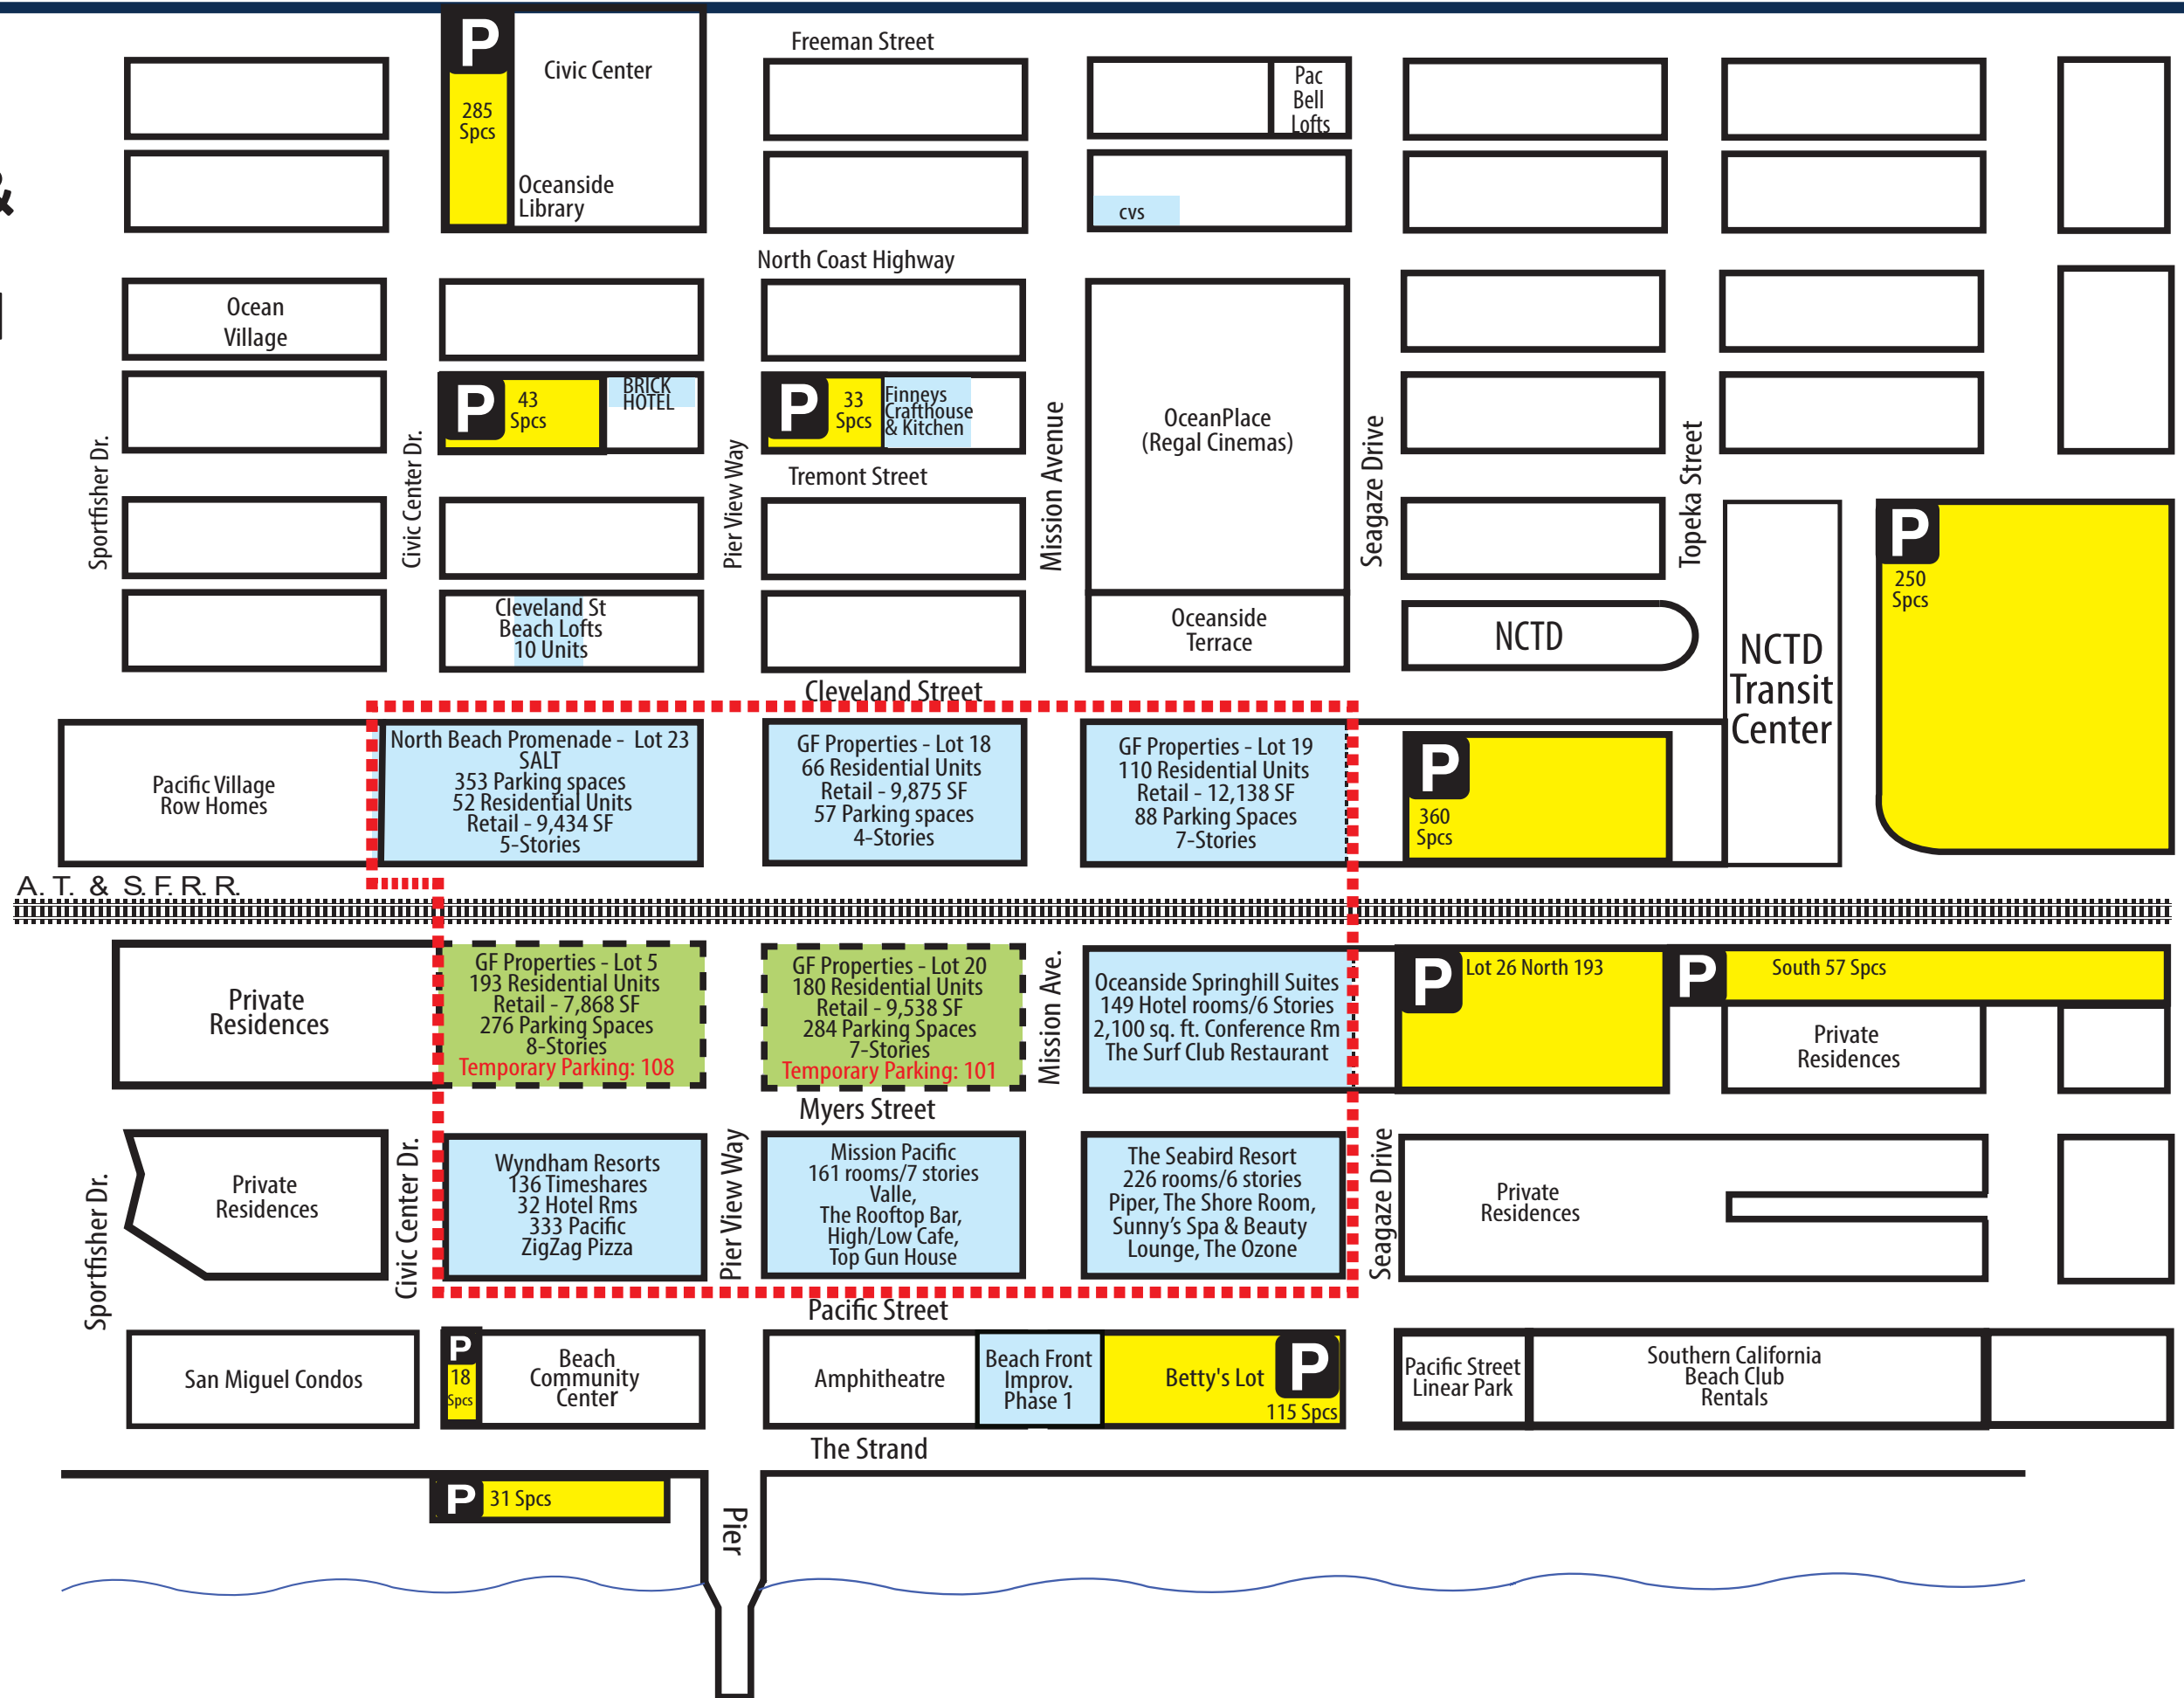 Freeman Street
P
285
Spcs
Civic Center
Oceanside
Library
Pac
Bell
Lofts
cvs
&
North Coast Highway
Ocean
Village
P
43
Spcs
BRICK
HOTEL
P
33
Spcs
Finneys
Crafthouse
& Kitchen
OceanPlace
(Regal Cinemas)
Sportfisher Dr.
Civic Center Dr.
Pier View Way
Mission Avenue
Seagaze Drive
Topeka Street
Tremont Street
P
250
Spcs
Cleveland St
Beach Lofts
10 Units
Oceanside
Terrace
NCTD
NCTD
Transit
Center
Cleveland Street
Pacific Village
Row Homes
North Beach Promenade - Lot 23
SALT
353 Parking spaces
52 Residential Units
Retail - 9,434 SF
5-Stories
GF Properties - Lot 18
66 Residential Units
Retail - 9,875 SF
57 Parking spaces
4-Stories
GF Properties - Lot 19
110 Residential Units
Retail - 12,138 SF
88 Parking Spaces
7-Stories
P
360
Spcs
A. T. & S. F. R. R.
Private
Residences
GF Properties - Lot 5
193 Residential Units
Retail - 7,868 SF
276 Parking Spaces
8-Stories
Temporary Parking: 108
GF Properties - Lot 20
180 Residential Units
Retail - 9,538 SF
284 Parking Spaces
7-Stories
Temporary Parking: 101
Mission Ave.
Oceanside Springhill Suites
149 Hotel rooms/6 Stories
2,100 sq. ft. Conference Rm
The Surf Club Restaurant
P
Lot 26 North 193
P
South 57 Spcs
Private
Residences
Myers Street
Sportfisher Dr.
Private
Residences
Civic Center Dr.
Wyndham Resorts
136 Timeshares
32 Hotel Rms
333 Pacific
ZigZag Pizza
Pier View Way
Mission Pacific
161 rooms/7 stories
Valle,
The Rooftop Bar,
High/Low Cafe,
Top Gun House
The Seabird Resort
226 rooms/6 stories
Piper, The Shore Room,
Sunny's Spa & Beauty
Lounge, The Ozone
Seagaze Drive
Private
Residences
Pacific Street
San Miguel Condos
P
18
Spcs
Beach
Community
Center
Amphitheatre
Beach Front
Improv.
Phase 1
Betty's Lot
P
115 Spcs
Pacific Street
Linear Park
Southern California
Beach Club
Rentals
The Strand
P
31 Spcs
Pier